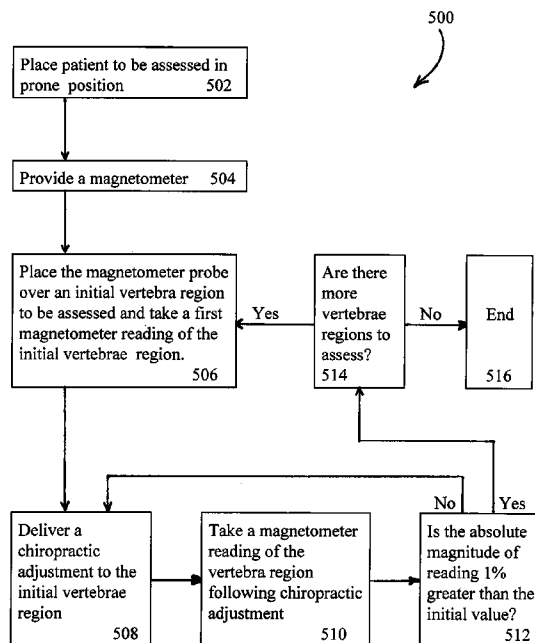 500
Place patient to be assessed in
prone position 502
Provide a magnetometer 504
Place the magnetometer probe
over an initial vertebra region
to be assessed and take a first
magnetometer reading of the
initial vertebrae region.
506
Yes
Are there
more
vertebrae
regions to
assess?
514
No
End
516
No
Yes
Deliver a
chiropractic
adjustment to the
initial vertebrae
region
508
Take a magnetometer
reading of the
vertebra region
following chiropractic
adjustment
510
Is the absolute
magnitude of
reading 1%
greater than the
initial value?
512